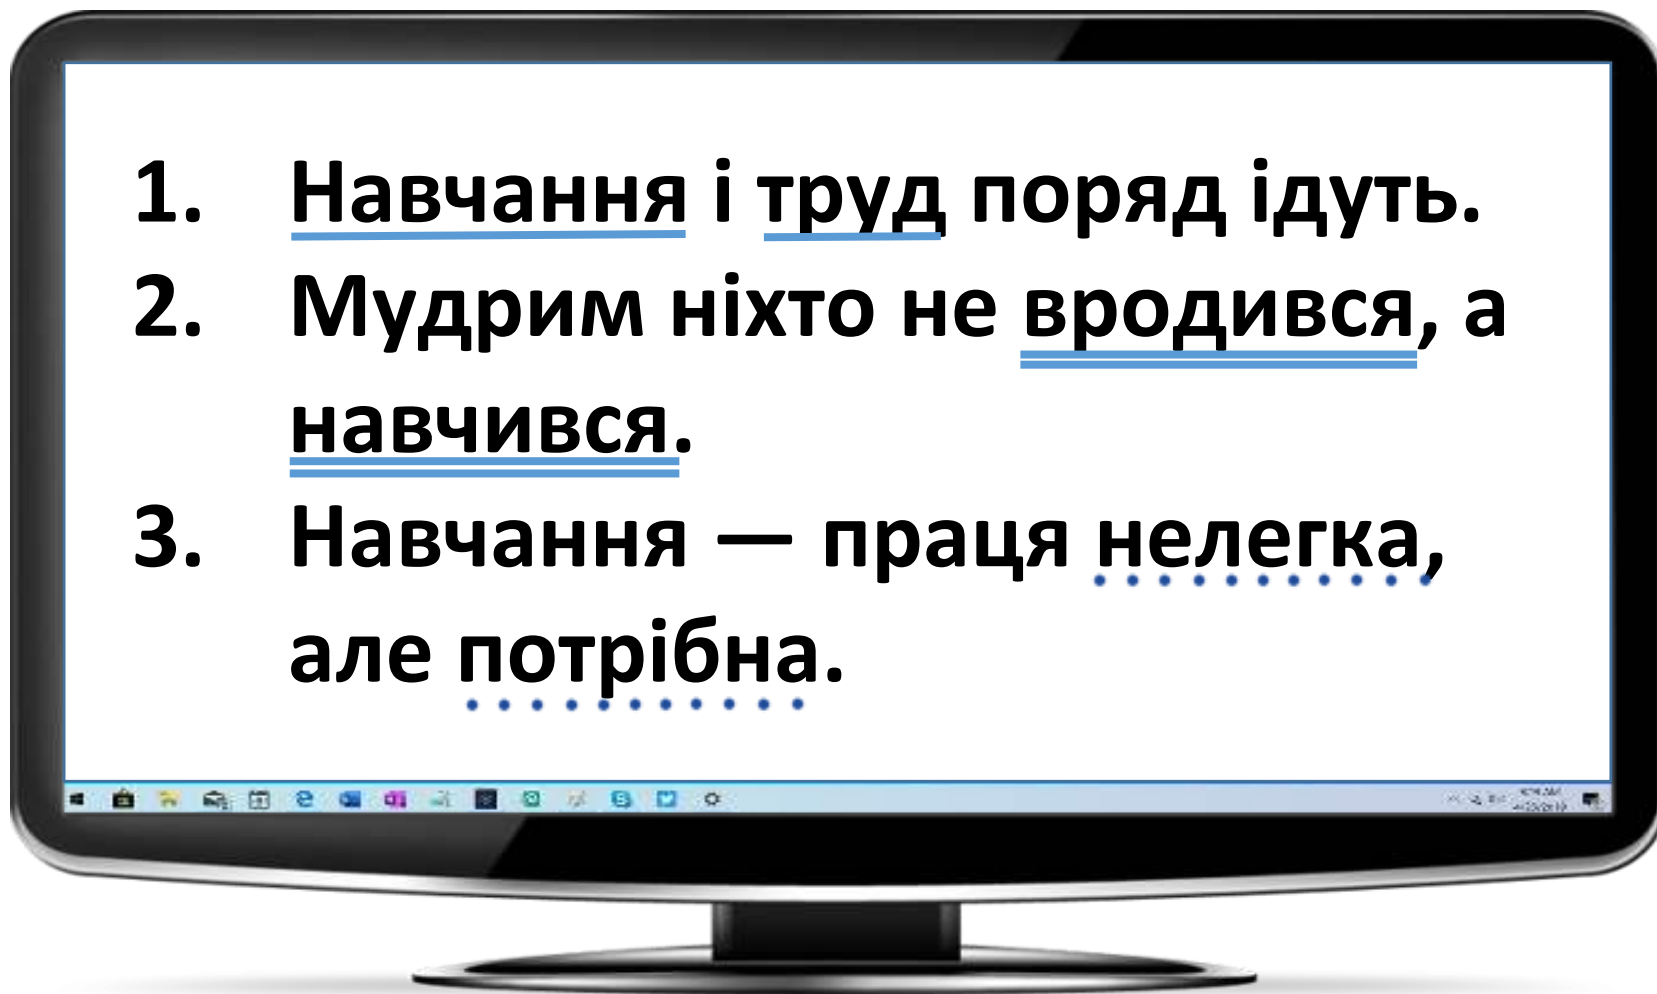 1. Навчання і труд поряд ідуть.
2. Мудрим ніхто не вродився, а
навчився.
3. Навчання — праця нелегка,
але потрібна.